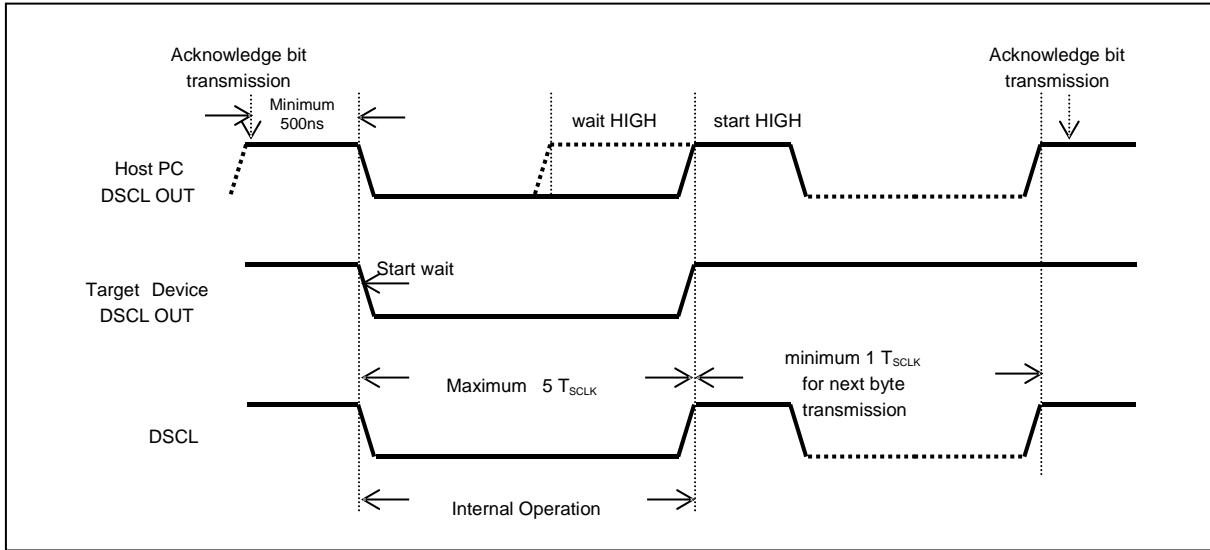 Acknowledge bit
transmission
Acknowledge bit
transmission
Minimum
500ns
wait HIGH
start HIGH
Host PC
DSCL OUT
Start wait
Target Device
DSCL OUT
minimum 1 TSCLK
for next byte
transmission
Maximum 5 TSCLK
DSCL
Internal Operation